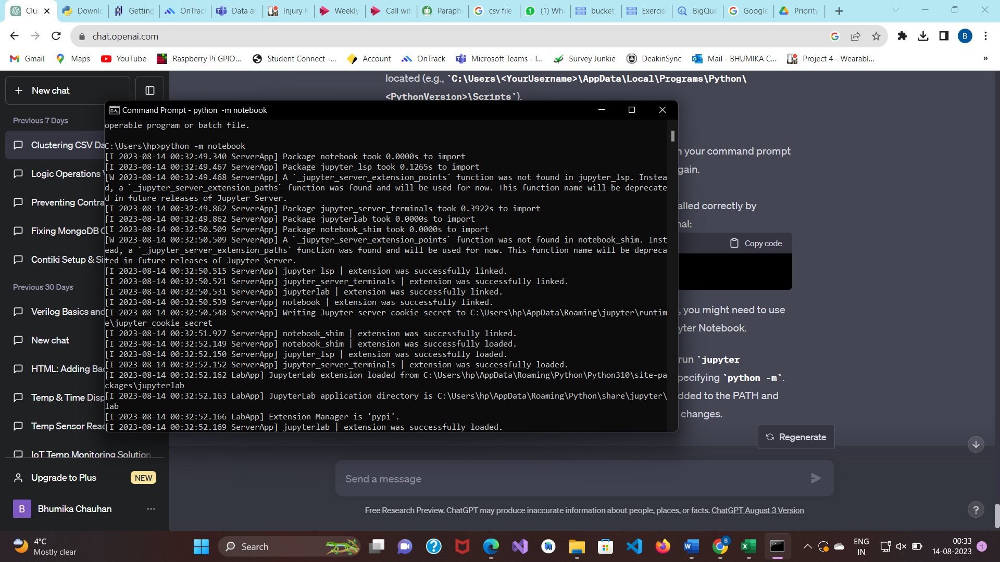 Clus
Downlo
Getting
OnTrac
Data an
Injury R
Weekly
Call wit
Paraph
csv file
(1) Wha
bucket
Exercis
BigQue
Google
Priority
chat.openai.com
B
Gmail
Maps
YouTube
Raspberry Pi GPIO...
Student Connect -...
Account
OnTrack
Microsoft Teams - I...
Survey Junkie
DeakinSync
Mail - BHUMIKA C...
Project 4 - Wearabl...
»
New chat
Previous 7 Days
Clustering CSV Da
Logic Operations V
Preventing Contra
Fixing MongoDB C
Contiki Setup & Si
Previous 30 Days
Verilog Basics and
New chat
HTML: Adding Bac
Temp & Time Disp
Temp Sensor Read
IoT Temp Monitoring Solution
Upgrade to Plus
NEW
B
Bhumika Chauhan
located (e.g., `C:\Users\<YourUsername>\AppData\Local\Programs\Python\
<PythonVersion>\Scripts`).
Command Prompt - python  -m notebook
operable program or batch file.
C:\Users\hp>python -m notebook
[I 2023-08-14 00:32:49.340 ServerApp] Package notebook took 0.0000s to import
[I 2023-08-14 00:32:49.467 ServerApp] Package jupyter_lsp took 0.1265s to import
[W 2023-08-14 00:32:49.468 ServerApp] A `_jupyter_server_extension_points` function was not found in jupyter_lsp. Instea
d, a `_jupyter_server_extension_paths` function was found and will be used for now. This function name will be deprecate
d in future releases of Jupyter Server.
[I 2023-08-14 00:32:49.862 ServerApp] Package jupyter_server_terminals took 0.3922s to import
[I 2023-08-14 00:32:49.862 ServerApp] Package jupyterlab took 0.0000s to import
[I 2023-08-14 00:32:50.509 ServerApp] Package notebook_shim took 0.0000s to import
[W 2023-08-14 00:32:50.509 ServerApp] A `_jupyter_server_extension_points` function was not found in notebook_shim. Inst
ead, a `_jupyter_server_extension_paths` function was found and will be used for now. This function name will be depreca
ted in future releases of Jupyter Server.
[I 2023-08-14 00:32:50.515 ServerApp] jupyter_lsp | extension was successfully linked.
[I 2023-08-14 00:32:50.521 ServerApp] jupyter_server_terminals | extension was successfully linked.
[I 2023-08-14 00:32:50.531 ServerApp] jupyterlab | extension was successfully linked.
[I 2023-08-14 00:32:50.539 ServerApp] notebook | extension was successfully linked.
[I 2023-08-14 00:32:50.548 ServerApp] Writing Jupyter server cookie secret to C:\Users\hp\AppData\Roaming\jupyter\runtim
e\jupyter_cookie_secret
[I 2023-08-14 00:32:51.927 ServerApp] notebook_shim | extension was successfully linked.
[I 2023-08-14 00:32:52.149 ServerApp] notebook_shim | extension was successfully loaded.
[I 2023-08-14 00:32:52.150 ServerApp] jupyter_lsp | extension was successfully loaded.
[I 2023-08-14 00:32:52.152 ServerApp] jupyter_server_terminals | extension was successfully loaded.
[I 2023-08-14 00:32:52.162 LabApp] JupyterLab extension loaded from C:\Users\hp\AppData\Roaming\Python\Python310\site-pa
ckages\jupyterlab
[I 2023-08-14 00:32:52.163 LabApp] JupyterLab application directory is C:\Users\hp\AppData\Roaming\Python\share\jupyter\
lab
[I 2023-08-14 00:32:52.166 LabApp] Extension Manager is 'pypi'.
[I 2023-08-14 00:32:52.169 ServerApp] jupyterlab | extension was successfully loaded.
n your command prompt
gain.
alled correctly by
nal:
Copy code
, you might need to use
yter Notebook.
run `jupyter
pecifying `python -m`.
dded to the PATH and
changes.
Regenerate
Send a message
Free Research Preview. ChatGPT may produce inaccurate information about people, places, or facts. ChatGPT August 3 Version
?
4°C
Mostly clear
Search
ENG
IN
00:33
14-08-2023
1